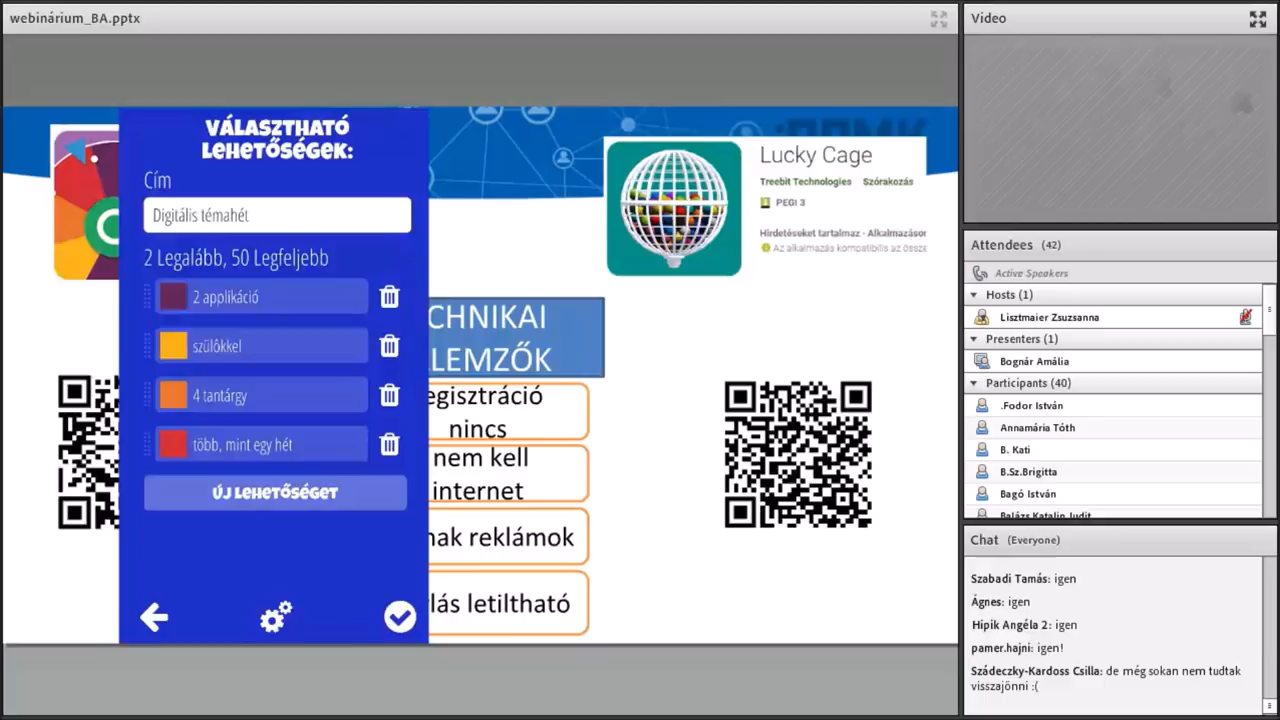 webinárium_BA.pptx
VÁLASZTHATÓ
LEHETŐSÉGEK:
Cím
Digitális témahét
2 Legalább, 50 Legfeljebb
2 applikáció
szülőkkel
4 tantárgy
több, mint egy hét
ÚJ LEHETŐSÉGET
CHNIKAI
LEMZŐK
egisztráció
nincs
nem kell
internet
nak reklámok
lás letiltható
Lucky Cage
Treebit Technologies Szórakozás
PEGI 3
Hirdetéseket tartalmaz - Alkalmazáson
Az alkalmazás kompatibilis az össze
Video
Attendees (42)
Active Speakers
Hosts (1)
Lisztmaier Zsuzsanna
Presenters (1)
Bognár Amália
Participants (40)
.Fodor István
Annamária Tóth
B. Kati
B.Sz.Brigitta
Bagó István
Balázs Katalin Judit
Chat (Everyone)
Szabadi Tamás: igen
Ágnes: igen
Hipik Angéla 2: igen
pamer.hajni: igen!
Szádeczky-Kardoss Csilla: de még sokan nem tudtak
visszajönni :(